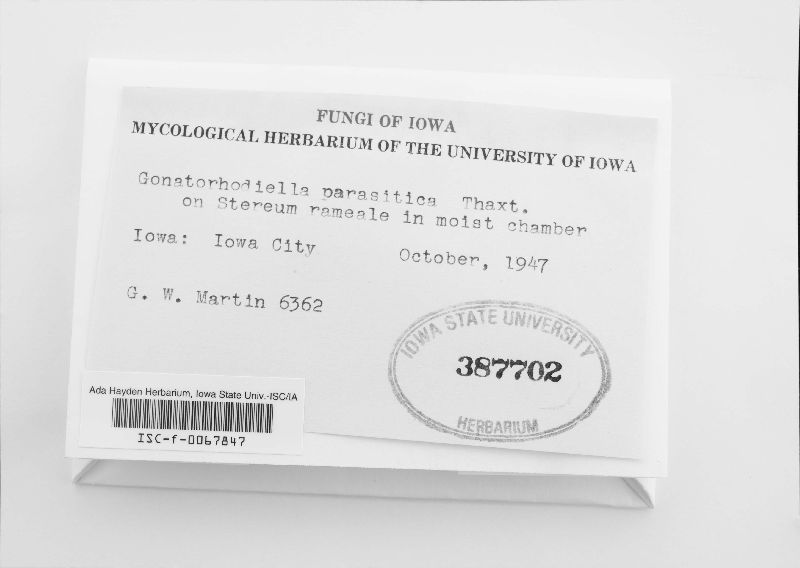 FUNGI OF IOWA
MYCOLOGICAL HERBARIUM OF THE UNIVERSITY OF IOWA
Gonatorhodiella parasitica Thaxt.
on Stereum rameale in moist chamber
Iowa: Iowa City October, 1947
G. W. Martin 6362
IOWA STATE UNIVERSITY
387702
HERBARIUM
Ada Hayden Herbarium, Iowa State Univ.-ISC/IA
ISC-f-0067847